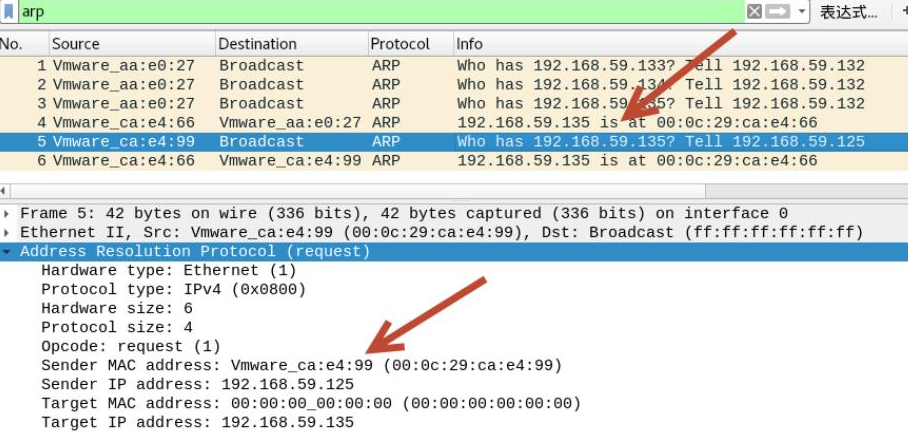 arp 表达式… +
No. Source Destination Protocol Info
1 Vmware_aa:e0:27 Broadcast ARP Who has 192.168.59.133? Tell 192.168.59.132
2 Vmware_aa:e0:27 Broadcast ARP Who has 192.168.59.134? Tell 192.168.59.132
3 Vmware_aa:e0:27 Broadcast ARP Who has 192.168.59.135? Tell 192.168.59.132
4 Vmware_ca:e4:66 Vmware_aa:e0:27 ARP 192.168.59.135 is at 00:0c:29:ca:e4:66
5 Vmware_ca:e4:99 Broadcast ARP Who has 192.168.59.135? Tell 192.168.59.125
6 Vmware_ca:e4:66 Vmware_ca:e4:99 ARP 192.168.59.135 is at 00:0c:29:ca:e4:66
Frame 5: 42 bytes on wire (336 bits), 42 bytes captured (336 bits) on interface 0
Ethernet II, Src: Vmware_ca:e4:99 (00:0c:29:ca:e4:99), Dst: Broadcast (ff:ff:ff:ff:ff:ff)
Address Resolution Protocol (request)
Hardware type: Ethernet (1)
Protocol type: IPv4 (0x0800)
Hardware size: 6
Protocol size: 4
Opcode: request (1)
Sender MAC address: Vmware_ca:e4:99 (00:0c:29:ca:e4:99)
Sender IP address: 192.168.59.125
Target MAC address: 00:00:00_00:00:00 (00:00:00:00:00:00)
Target IP address: 192.168.59.135